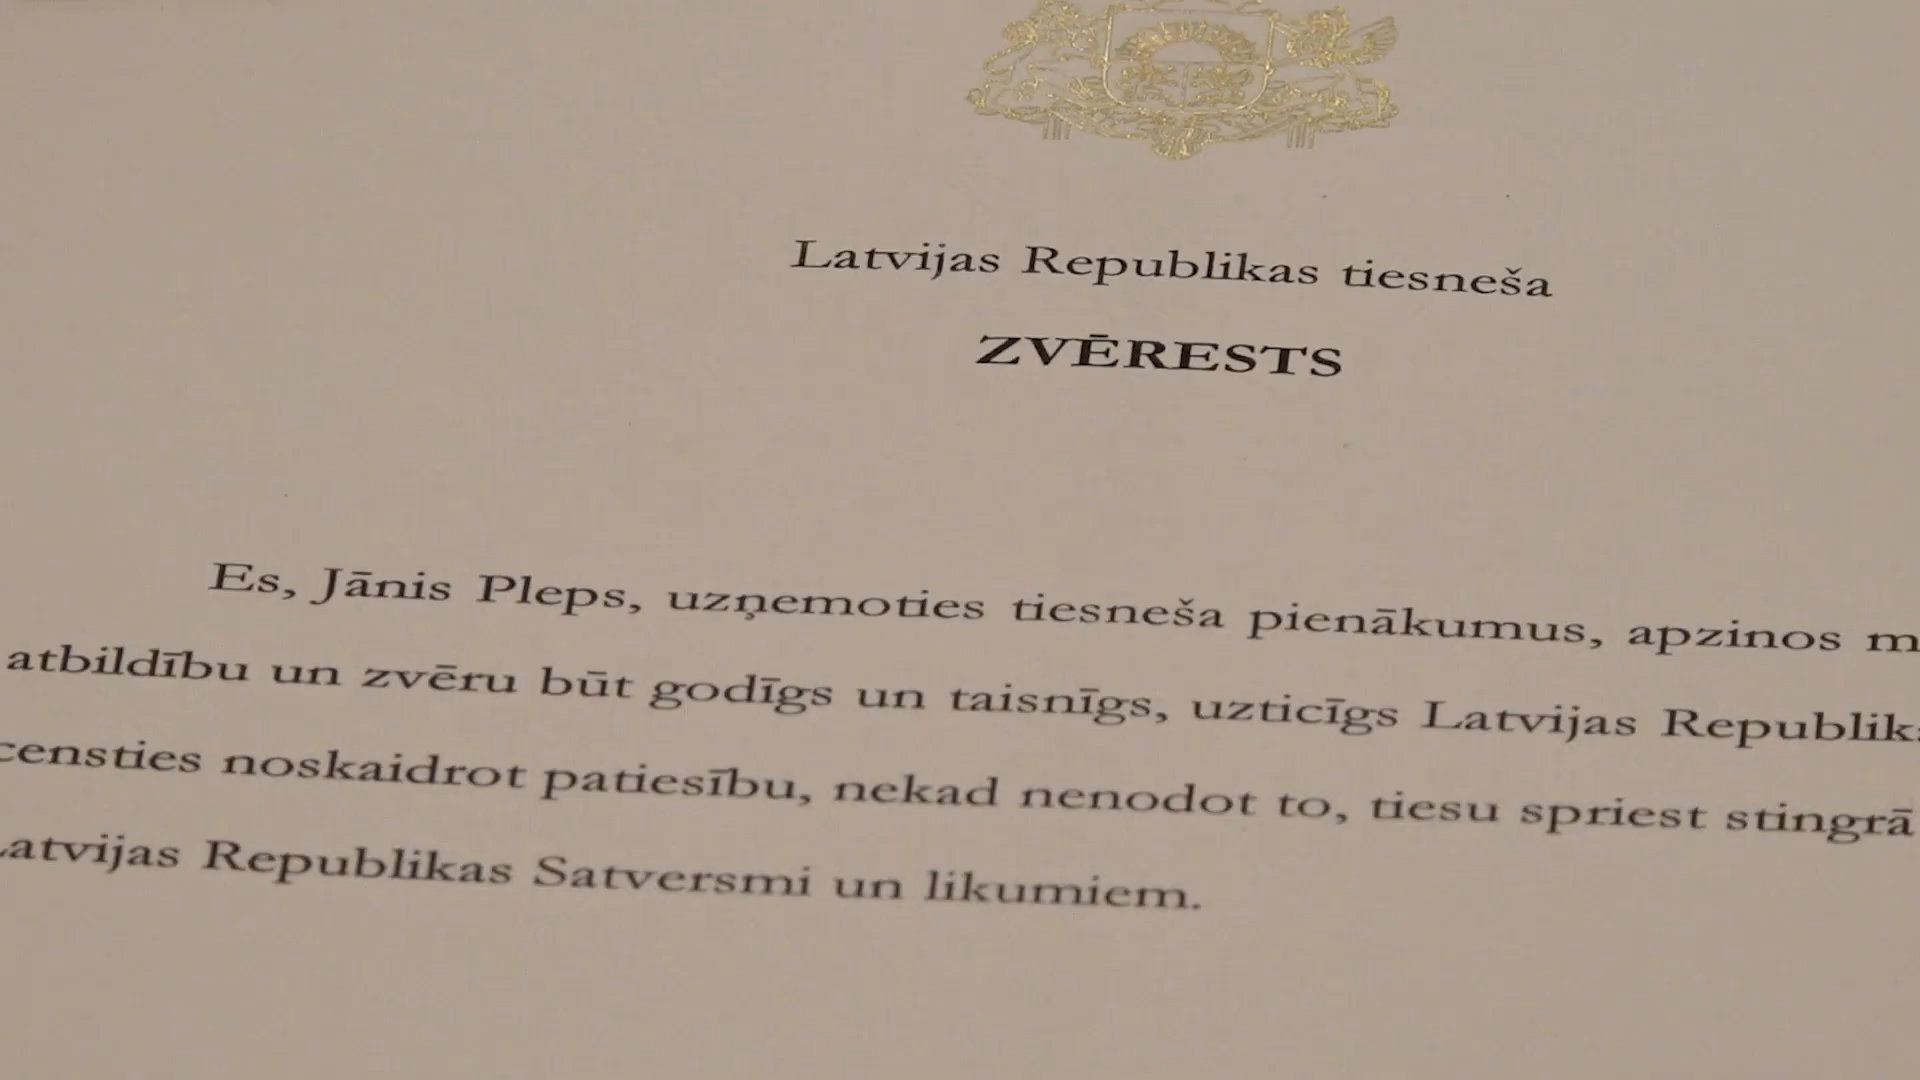 Latvijas Republikas tiesneša
ZVĒRESTS
Es, Jānis Pleps, uzņemoties tiesneša pienākumus, apzinos
atbildību un zvēru būt godīgs un taisnīgs, uzticīgs Latvijas
censties noskaidrot patiesību, nekad nenodot to, tiesu spriest stingrā
Republikas Satversmi un likumiem.